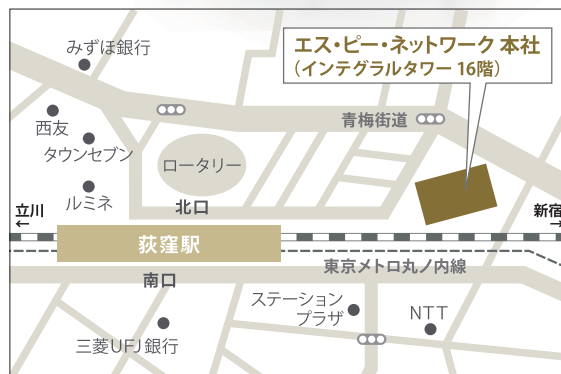 みずほ銀行
エス・ピー・ネットワーク 本社
(インテグラルタワー 16階)
西友
青梅街道
タウンセブン
ロータリー
ルミネ
北口
立川
←
新宿
→
荻窪駅
東京メトロ丸ノ内線
南口
ステーション
プラザ
NTT
三菱UFJ銀行